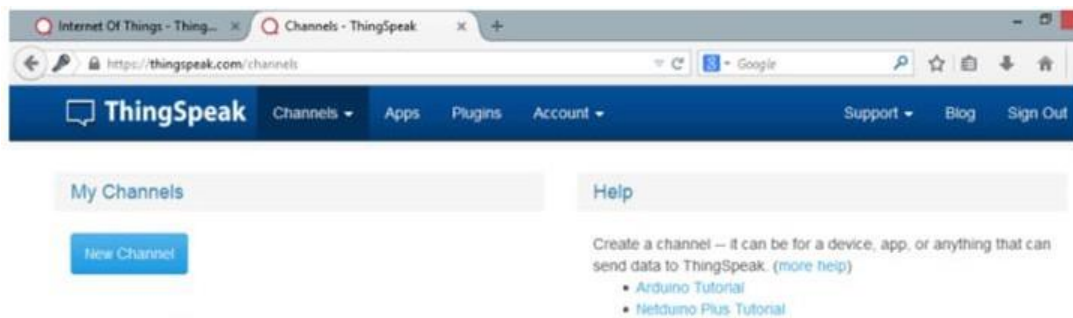 Internet Of Things - Thing...
Channels - ThingSpeak
https://thingspeak.com/channels
Google
ThingSpeak Channels Apps Plugins Account Support Blog Sign Out
My Channels
Help
New Channel
Create a channel -- it can be for a device, app, or anything that can
send data to ThingSpeak. (more help)
• Arduino Tutorial
• Netduino Plus Tutorial